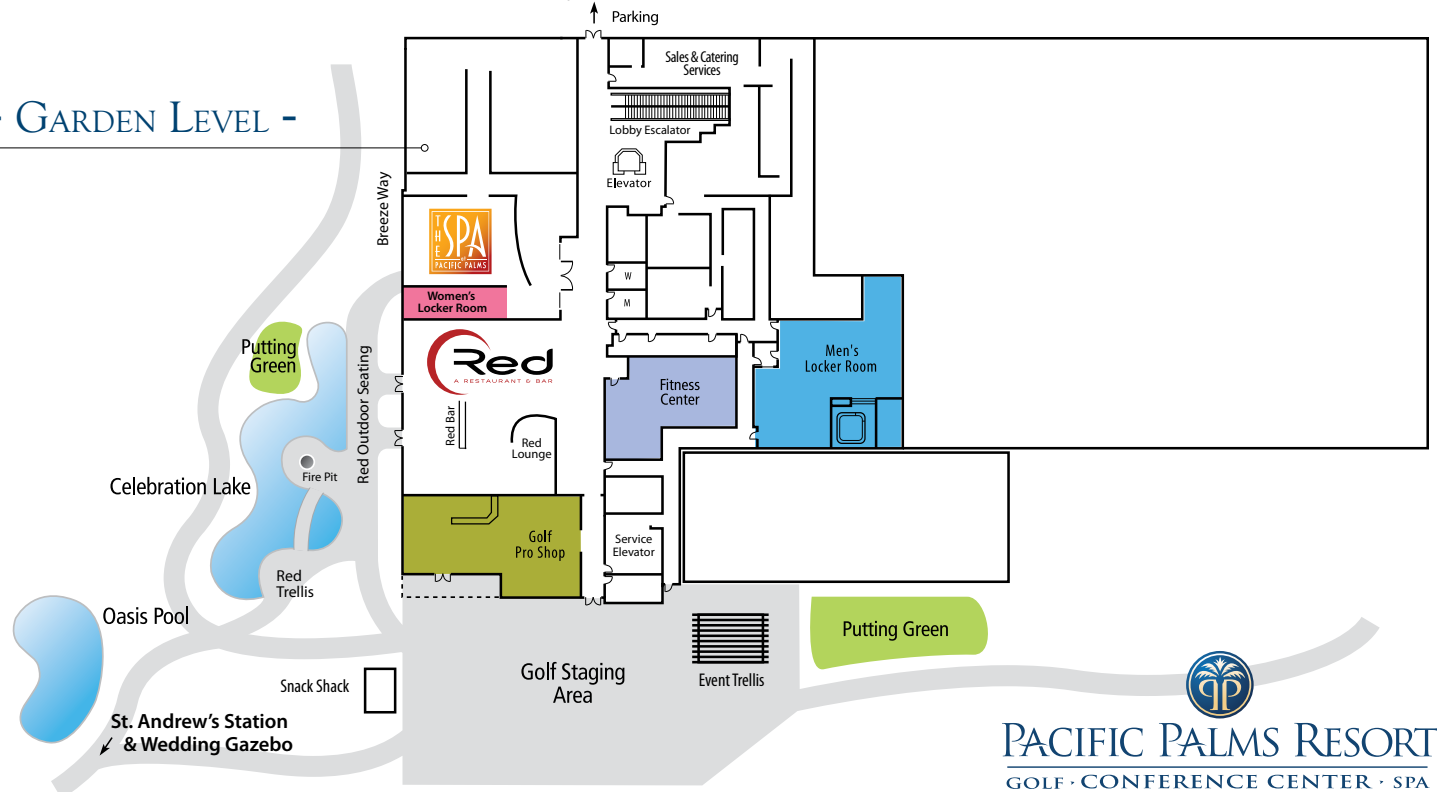 Parking
Sales & Catering
Services
- GARDEN LEVEL -
Lobby Escalator
Elevator
Breeze Way
THE
SPA
at
PACIFIC PALMS
W
M
Women's
Locker Room
Putting
Green
Red Outdoor Seating
Red
A RESTAURANT & BAR
Men's
Locker Room
Fitness
Center
Red Bar
Red
Lounge
Fire Pit
Celebration Lake
Golf
Pro Shop
Service
Elevator
Red
Trellis
Oasis Pool
Putting Green
Golf Staging
Area
Event Trellis
Snack Shack
St. Andrew's Station
& Wedding Gazebo
PP
PACIFIC PALMS RESORT
GOLF · CONFERENCE CENTER · SPA